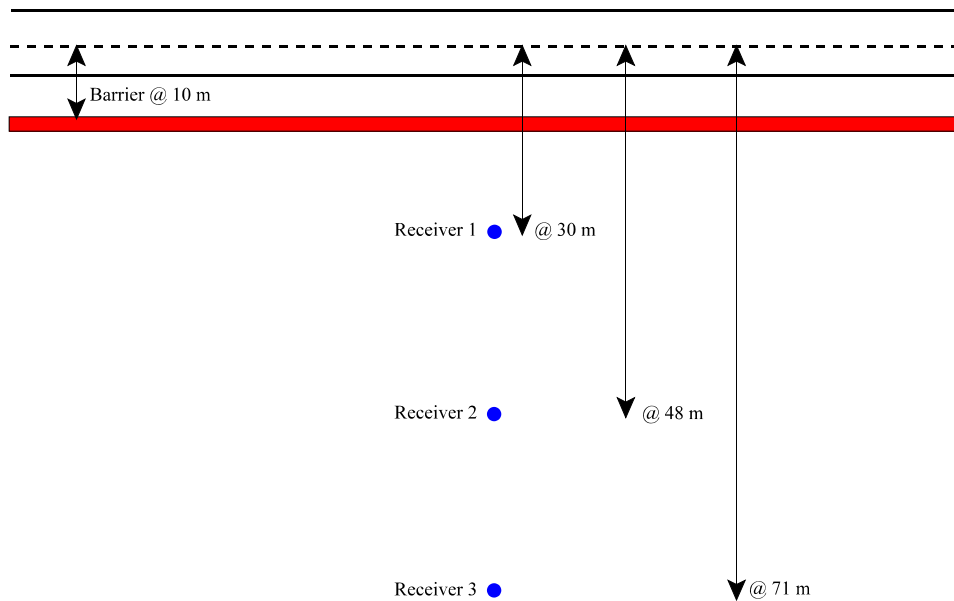 Barrier @ 10 m
Receiver 1
@ 30 m
Receiver 2
@ 48 m
Receiver 3
@ 71 m